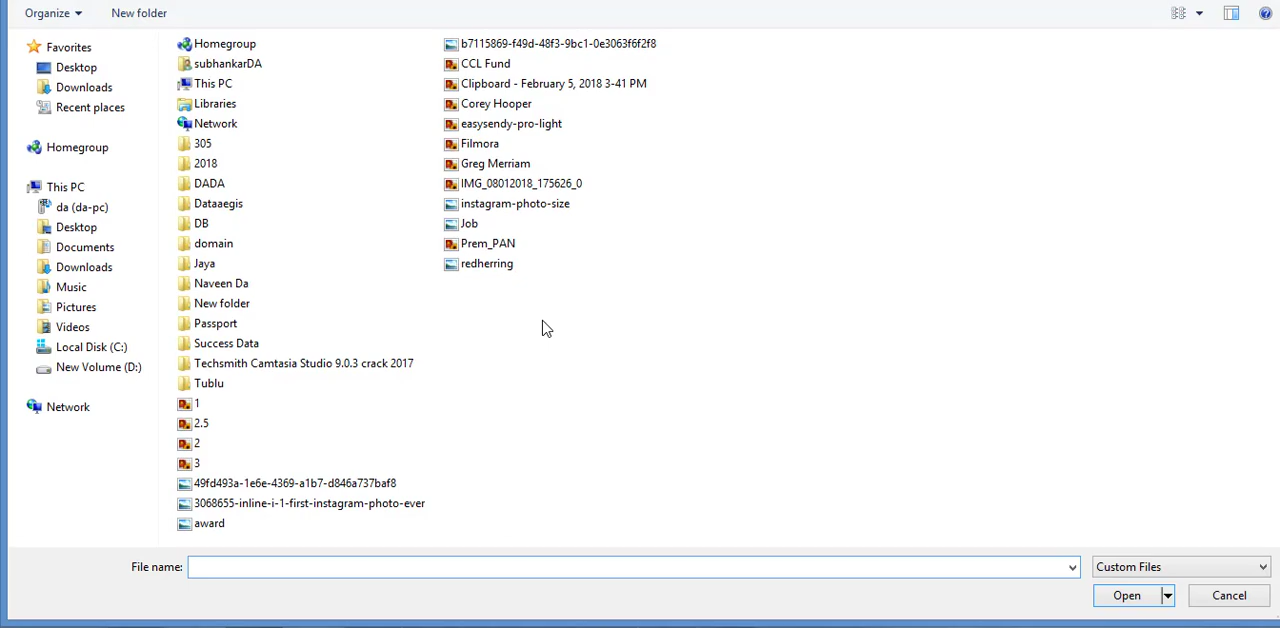 Organize
New folder
Favorites
Desktop
Downloads
Recent places
Homegroup
This PC
da (da-pc)
Desktop
Documents
Downloads
Music
Pictures
Videos
Local Disk (C:)
New Volume (D:)
Network
Homegroup
subhankarDA
This PC
Libraries
Network
305
2018
DADA
Dataaegis
DB
domain
Jaya
Naveen Da
New folder
Passport
Success Data
Techsmith Camtasia Studio 9.0.3 crack 2017
Tublu
1
2.5
2
3
49fd493a-1e6e-4369-a1b7-d846a737baf8
3068655-inline-i-1-first-instagram-photo-ever
award
b7115869-f49d-48f3-9bc1-0e3063f6f2f8
CCL Fund
Clipboard - February 5, 2018 3-41 PM
Corey Hooper
easysendy-pro-light
Filmora
Greg Merriam
IMG_08012018_175626_0
instagram-photo-size
Job
Prem_PAN
redherring
File name:
Custom Files
Open
Cancel